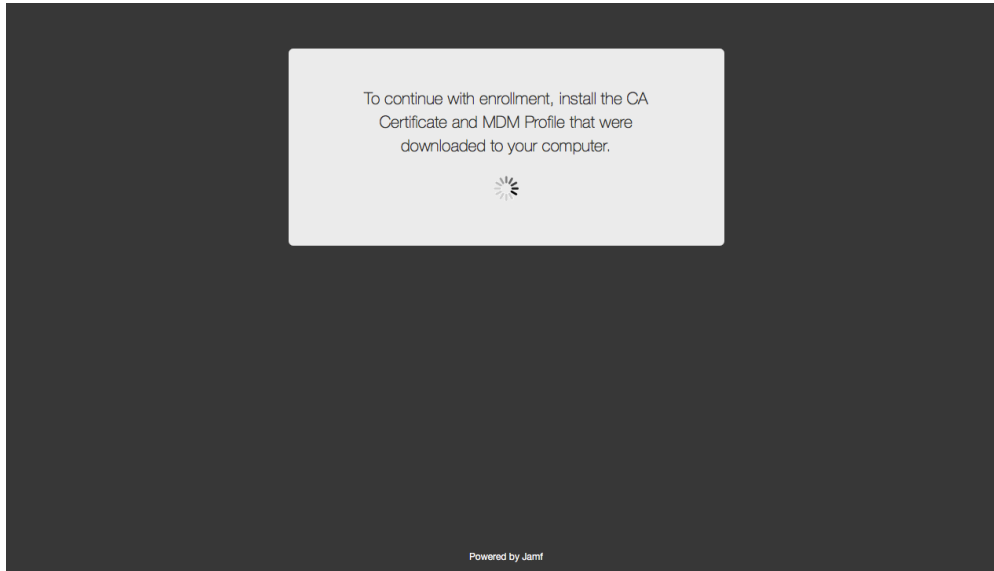 To continue with enrollment, install the CA
Certificate and MDM Profile that were
downloaded to your computer.
Powered by Jamf